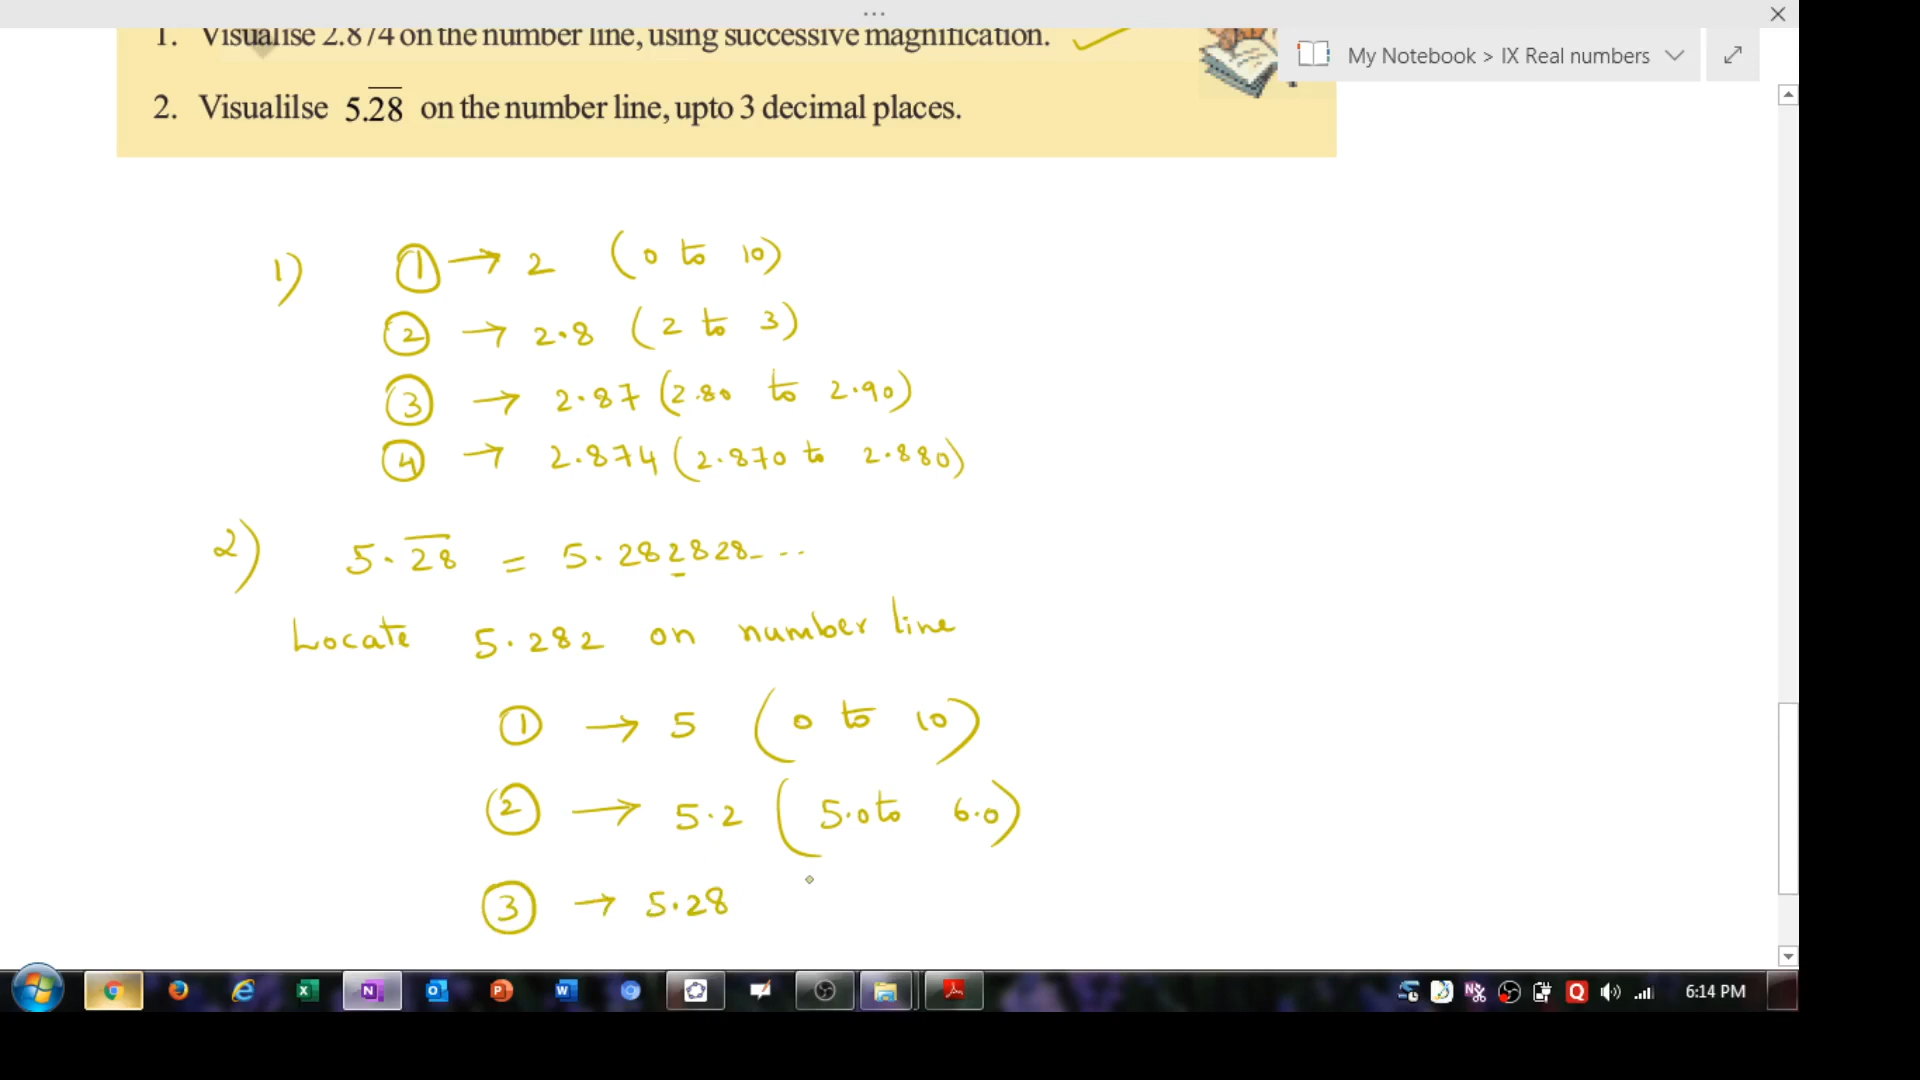 ...
1. Visualise 2.874 on the number line, using successive magnification.
My Notebook > IX Real numbers
2. Visualilse 5.2̅8̅ on the number line, upto 3 decimal places.
1) ① → 2 (0 to 10)
② → 2.8 (2 to 3)
③ → 2.87 (2.80 to 2.90)
④ → 2.874 (2.870 to 2.880)
2) 5.2̅8̅ = 5.282828- ..
Locate 5.282 on number line
① → 5 (0 to 10)
② → 5.2 (5.0 to 6.0)
③ → 5.28
6:14 PM